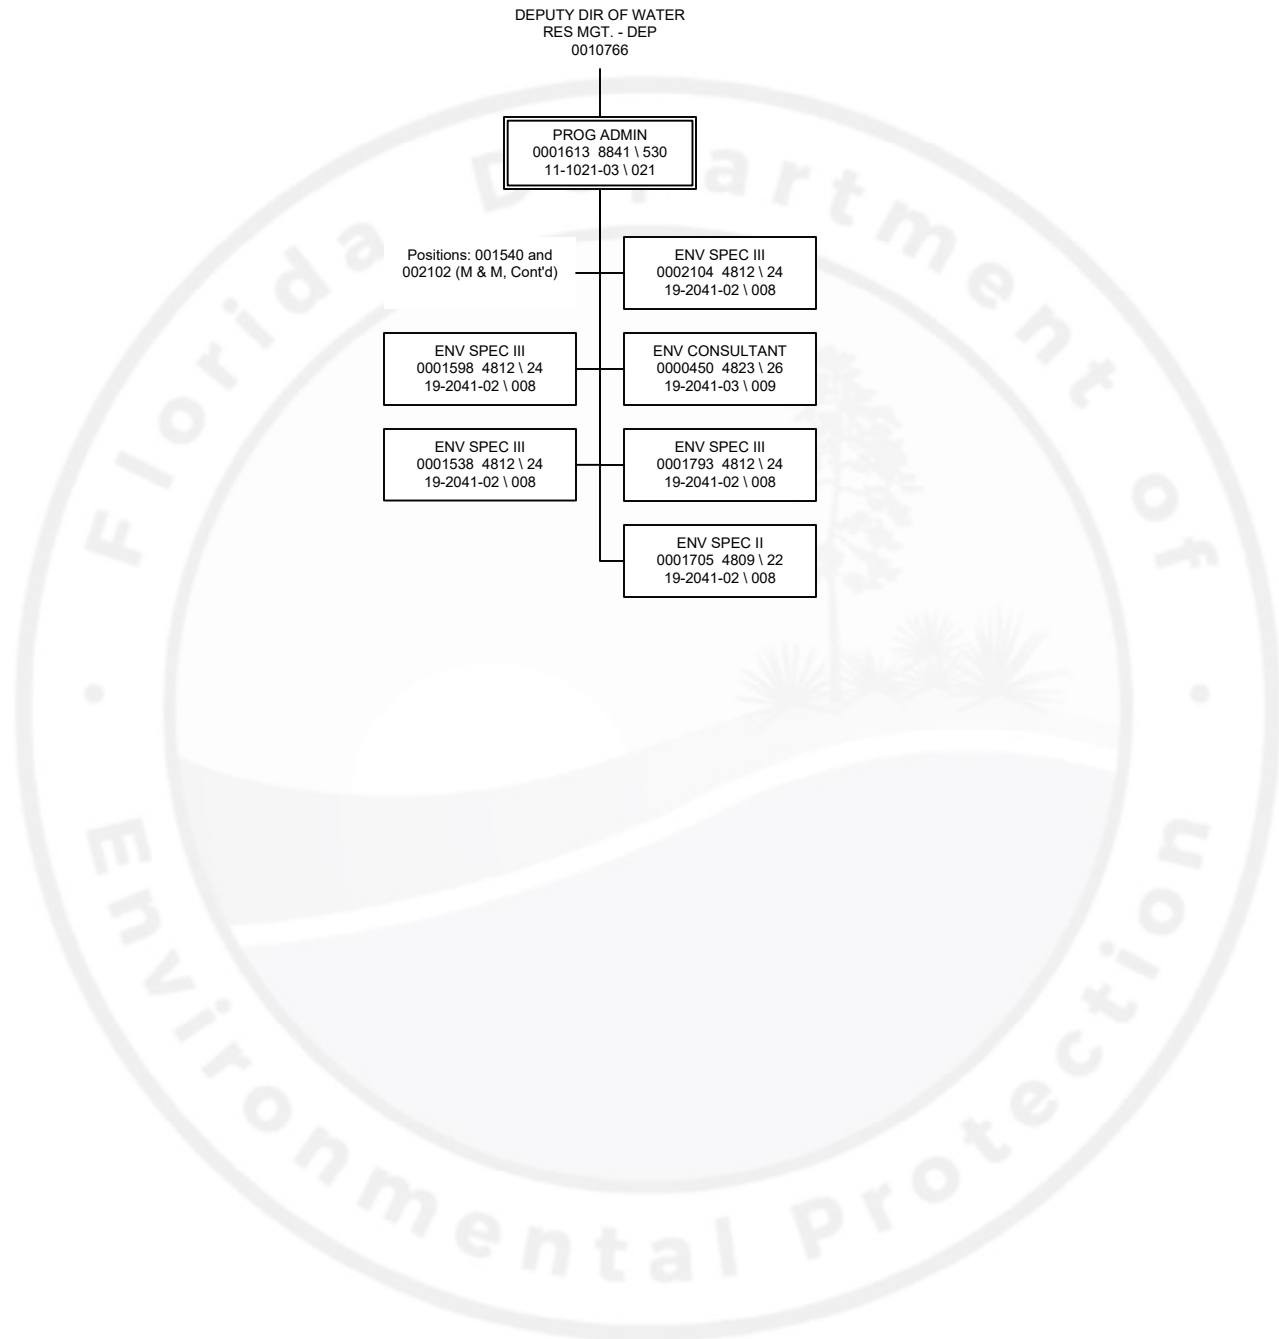 DEPUTY DIR OF WATER
RES MGT. - DEP
0010766
PROG ADMIN
0001613 8841 \ 530
11-1021-03 \ 021
Positions: 001540 and
002102 (M & M, Cont'd)
ENV SPEC III
0002104 4812 \ 24
19-2041-02 \ 008
ENV SPEC III
0001598 4812 \ 24
19-2041-02 \ 008
ENV CONSULTANT
0000450 4823 \ 26
19-2041-03 \ 009
ENV SPEC III
0001538 4812 \ 24
19-2041-02 \ 008
ENV SPEC III
0001793 4812 \ 24
19-2041-02 \ 008
ENV SPEC II
0001705 4809 \ 22
19-2041-02 \ 008
Florida Department of
Environmental Protection